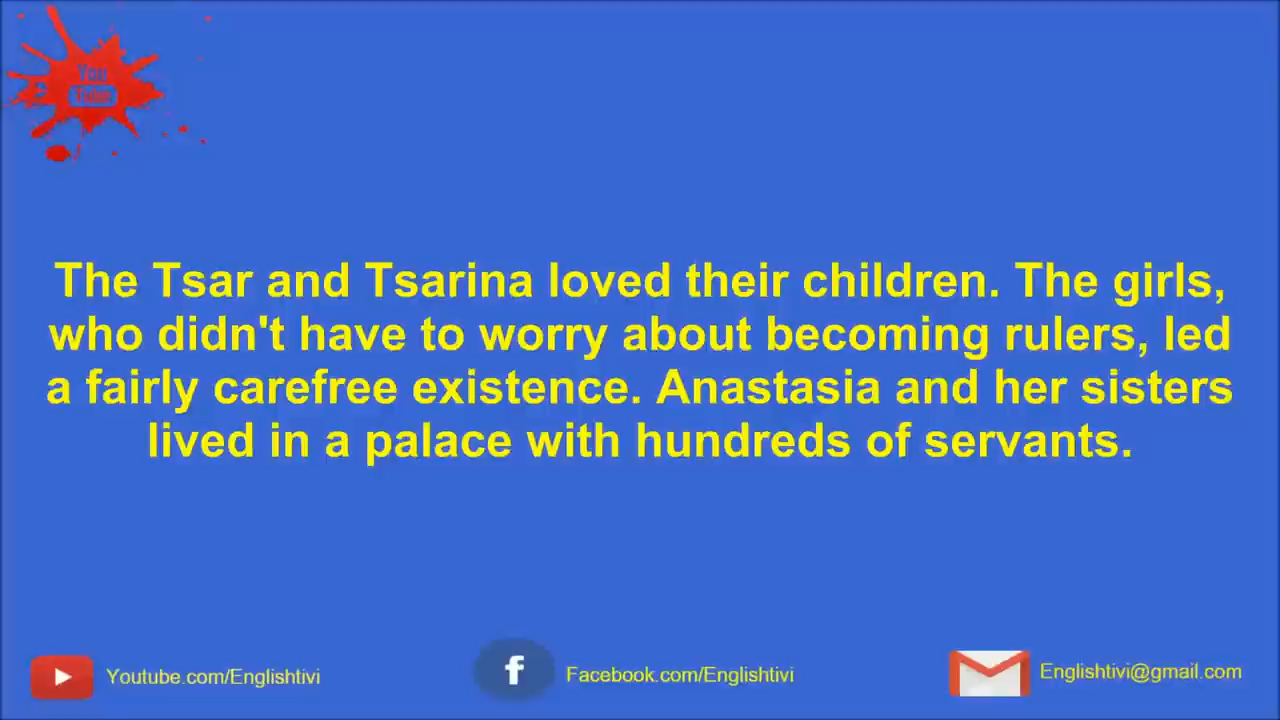 You
Tube
The Tsar and Tsarina loved their children. The girls,
who didn't have to worry about becoming rulers, led
a fairly carefree existence. Anastasia and her sisters
lived in a palace with hundreds of servants.
Youtube.com/Englishtivi
f
Facebook.com/Englishtivi
Englishtivi@gmail.com